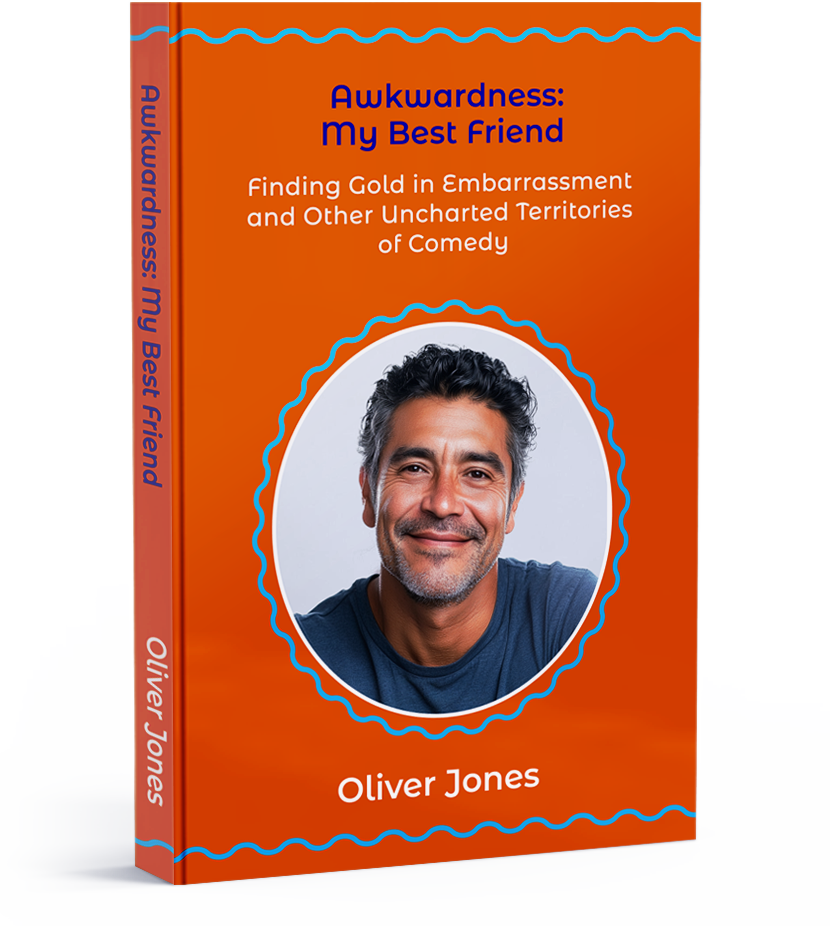 Awkwardness:
My Best Friend
Finding Gold in Embarrassment
and Other Uncharted Territories
of Comedy
Oliver Jones
Awkwardness: My Best Friend
Oliver Jones